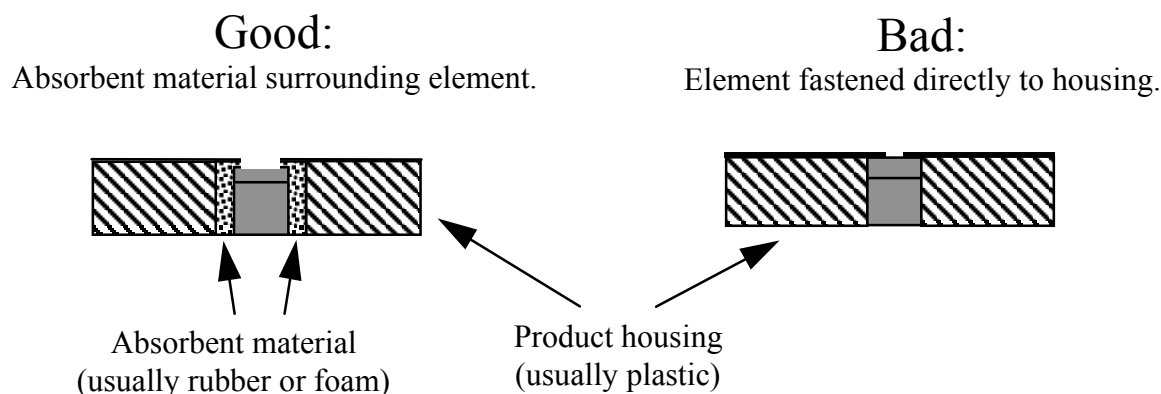 Good:
Absorbent material surrounding element.
Bad:
Element fastened directly to housing.
Absorbent material
(usually rubber or foam)
Product housing
(usually plastic)